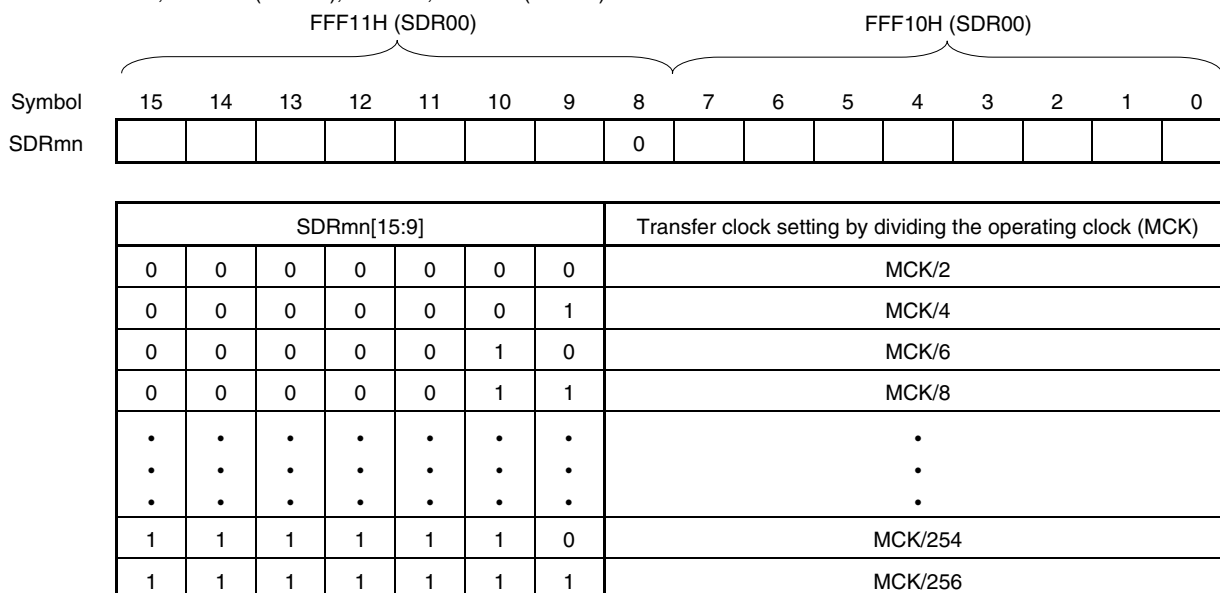 FFF11H (SDR00) FFF10H (SDR00)
Symbol 15 14 13 12 11 10 9 8 7 6 5 4 3 2 1 0
SDRmn 0
SDRmn[15:9] Transfer clock setting by dividing the operating clock (MCK)
0 0 0 0 0 0 0 MCK/2
0 0 0 0 0 0 1 MCK/4
0 0 0 0 0 1 0 MCK/6
0 0 0 0 0 1 1 MCK/8
• • • • • • • •
• • • • • • • •
• • • • • • • •
1 1 1 1 1 1 0 MCK/254
1 1 1 1 1 1 1 MCK/256